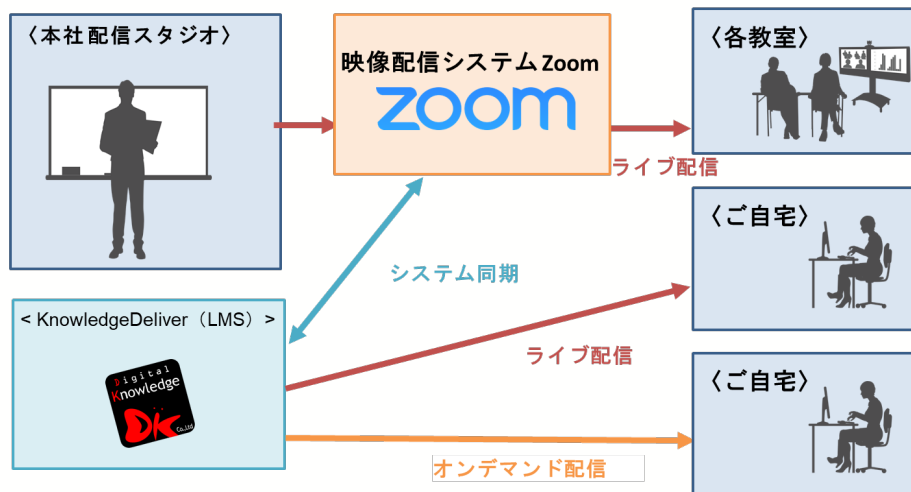 〈本社配信スタジオ〉
映像配信システムZoom
zoom
〈各教室〉
ライブ配信
〈ご自宅〉
システム同期
< KnowledgeDeliver（LMS）>
ライブ配信
Digital
Knowledge
DK
Co.,Ltd
〈ご自宅〉
オンデマンド配信